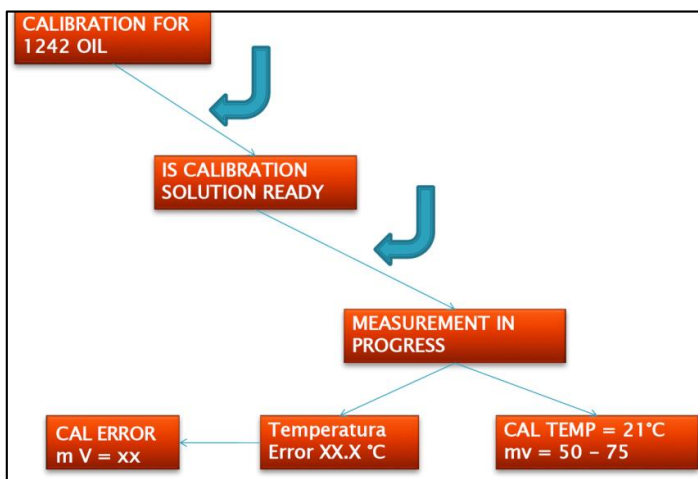 CALIBRATION FOR
1242 OIL
IS CALIBRATION
SOLUTION READY
MEASUREMENT IN
PROGRESS
CAL ERROR
m V = xx
Temperatura
Error XX.X °C
CAL TEMP = 21°C
mv = 50 – 75